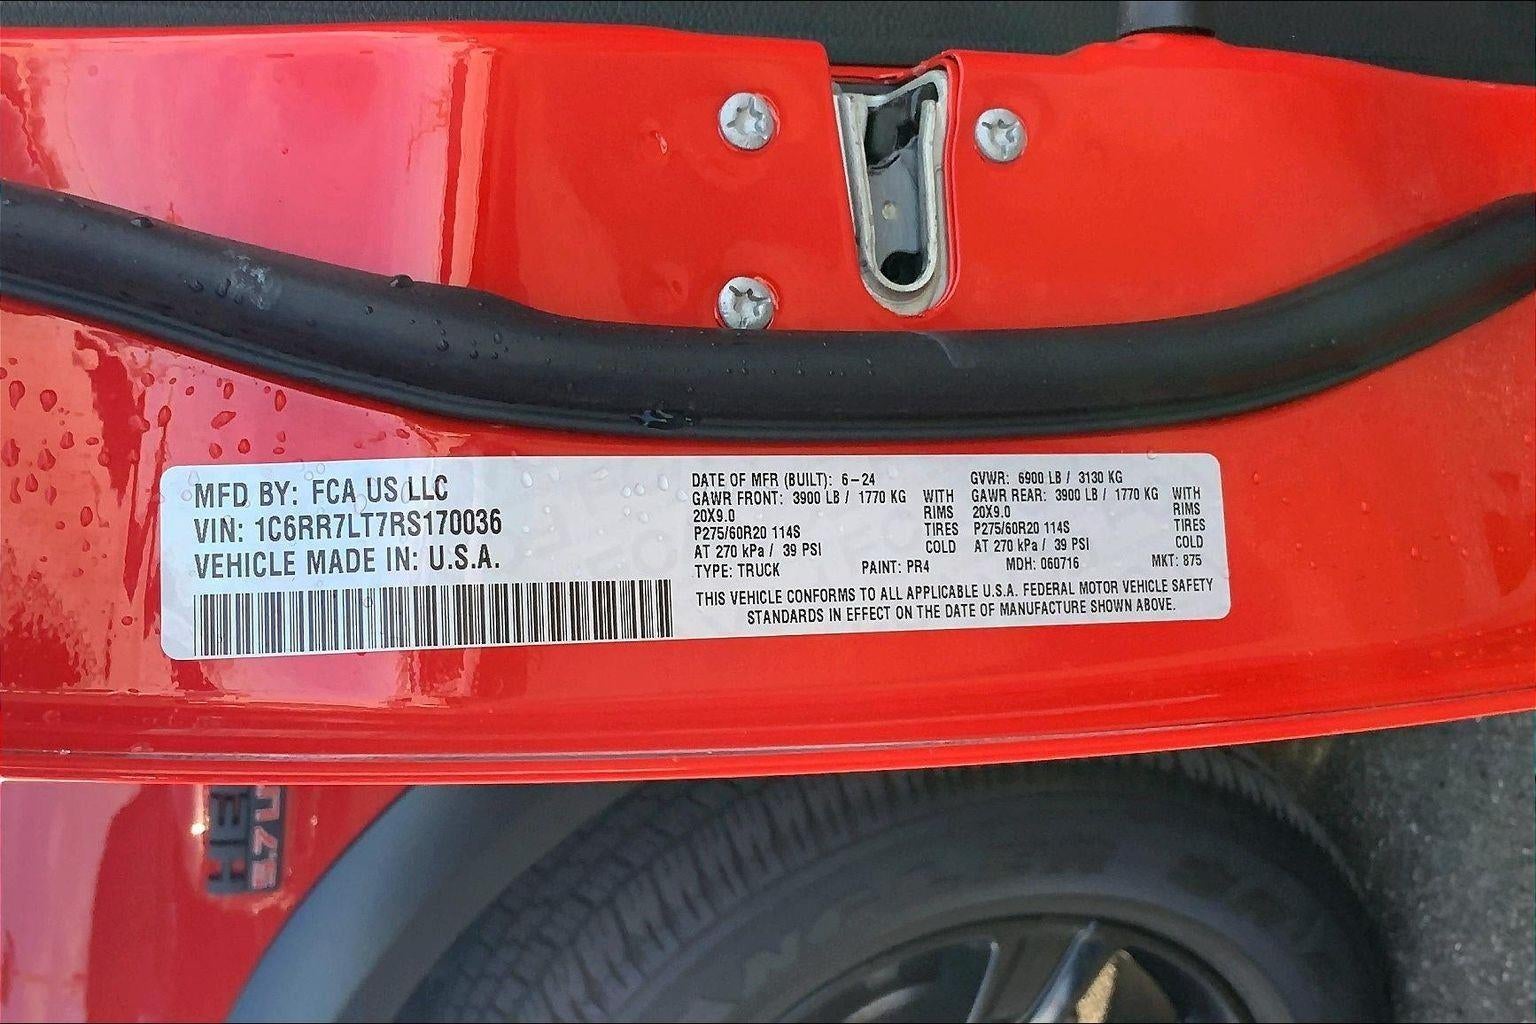 MFD BY: FCA US LLC
VIN: 1C6RR7LT7RS170036
VEHICLE MADE IN: U.S.A.
DATE OF MFR (BUILT): 6-24
GAWR FRONT: 3900 LB / 1770 KG WITH
20X9.0 RIMS
P275/60R20 114S TIRES
AT 270 kPa / 39 PSI COLD
GVWR: 6900 LB / 3130 KG
GAWR REAR: 3900 LB / 1770 KG WITH
20X9.0 RIMS
P275/60R20 114S TIRES
AT 270 kPa / 39 PSI COLD
TYPE: TRUCK PAINT: PR4 MDH: 060716 MKT: 875
THIS VEHICLE CONFORMS TO ALL APPLICABLE U.S.A. FEDERAL MOTOR VEHICLE SAFETY
STANDARDS IN EFFECT ON THE DATE OF MANUFACTURE SHOWN ABOVE.
HE
5.7L